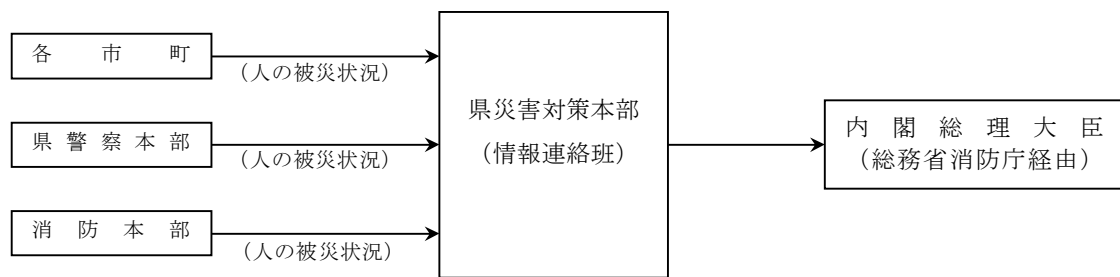 各市町
（人の被災状況）
県警察本部
（人の被災状況）
消防本部
（人の被災状況）
県災害対策本部
（情報連絡班）
内閣総理大臣
（総務省消防庁経由）